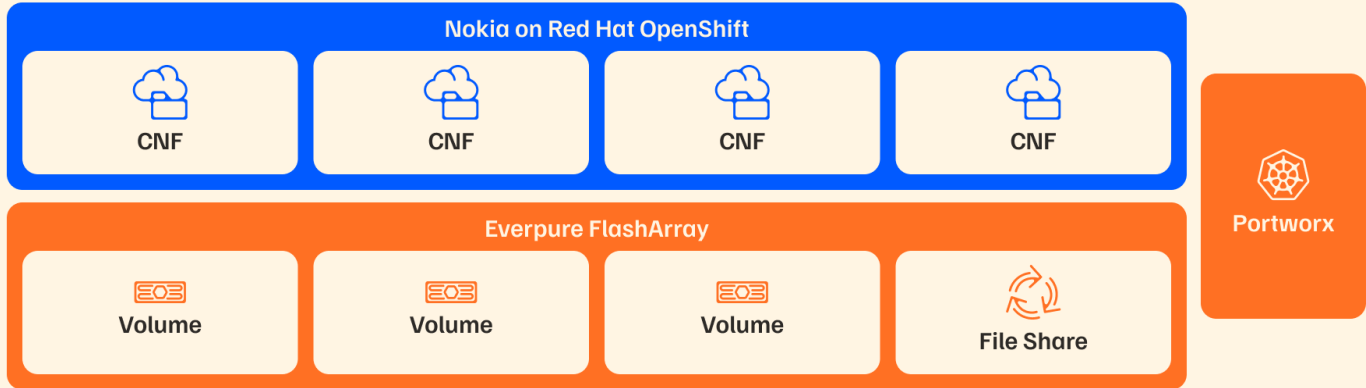 Nokia on Red Hat OpenShift
CNF
CNF
CNF
CNF
Portworx
Everpure FlashArray
Volume
Volume
Volume
File Share